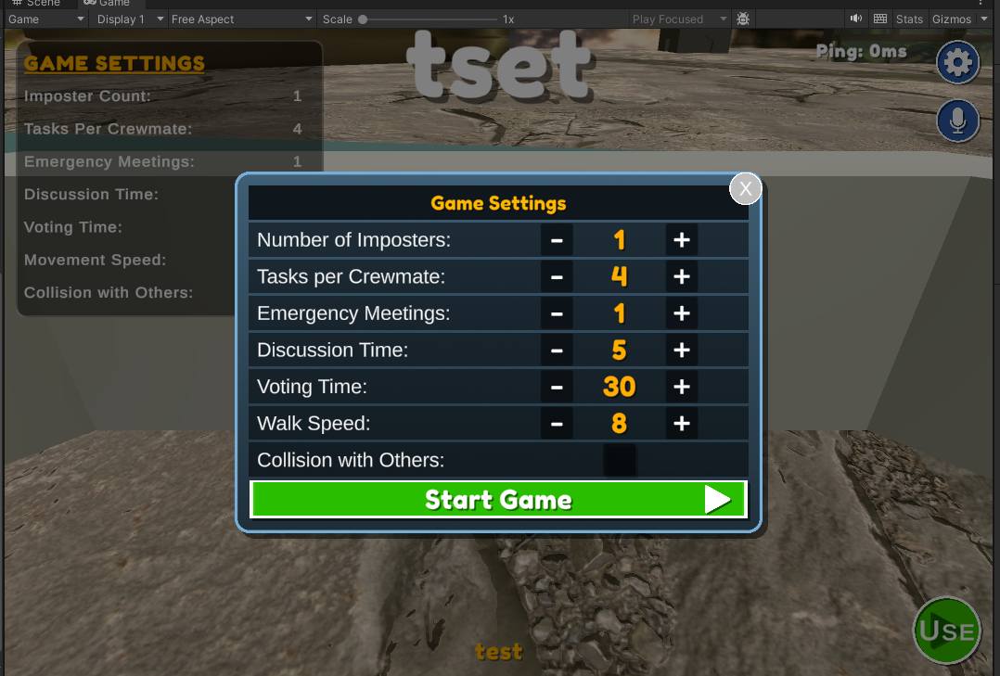 Scene Game
Game Display 1 Free Aspect Scale 1x Play Focused Stats Gizmos
GAME SETTINGS
Imposter Count: 1
Tasks Per Crewmate: 4
Emergency Meetings: 1
Discussion Time:
Voting Time:
Movement Speed:
Collision with Others:
tset
Ping: 0ms
Game Settings
X
Number of Imposters: - 1 +
Tasks per Crewmate: - 4 +
Emergency Meetings: - 1 +
Discussion Time: - 5 +
Voting Time: - 30 +
Walk Speed: - 8 +
Collision with Others:
Start Game
test
USE